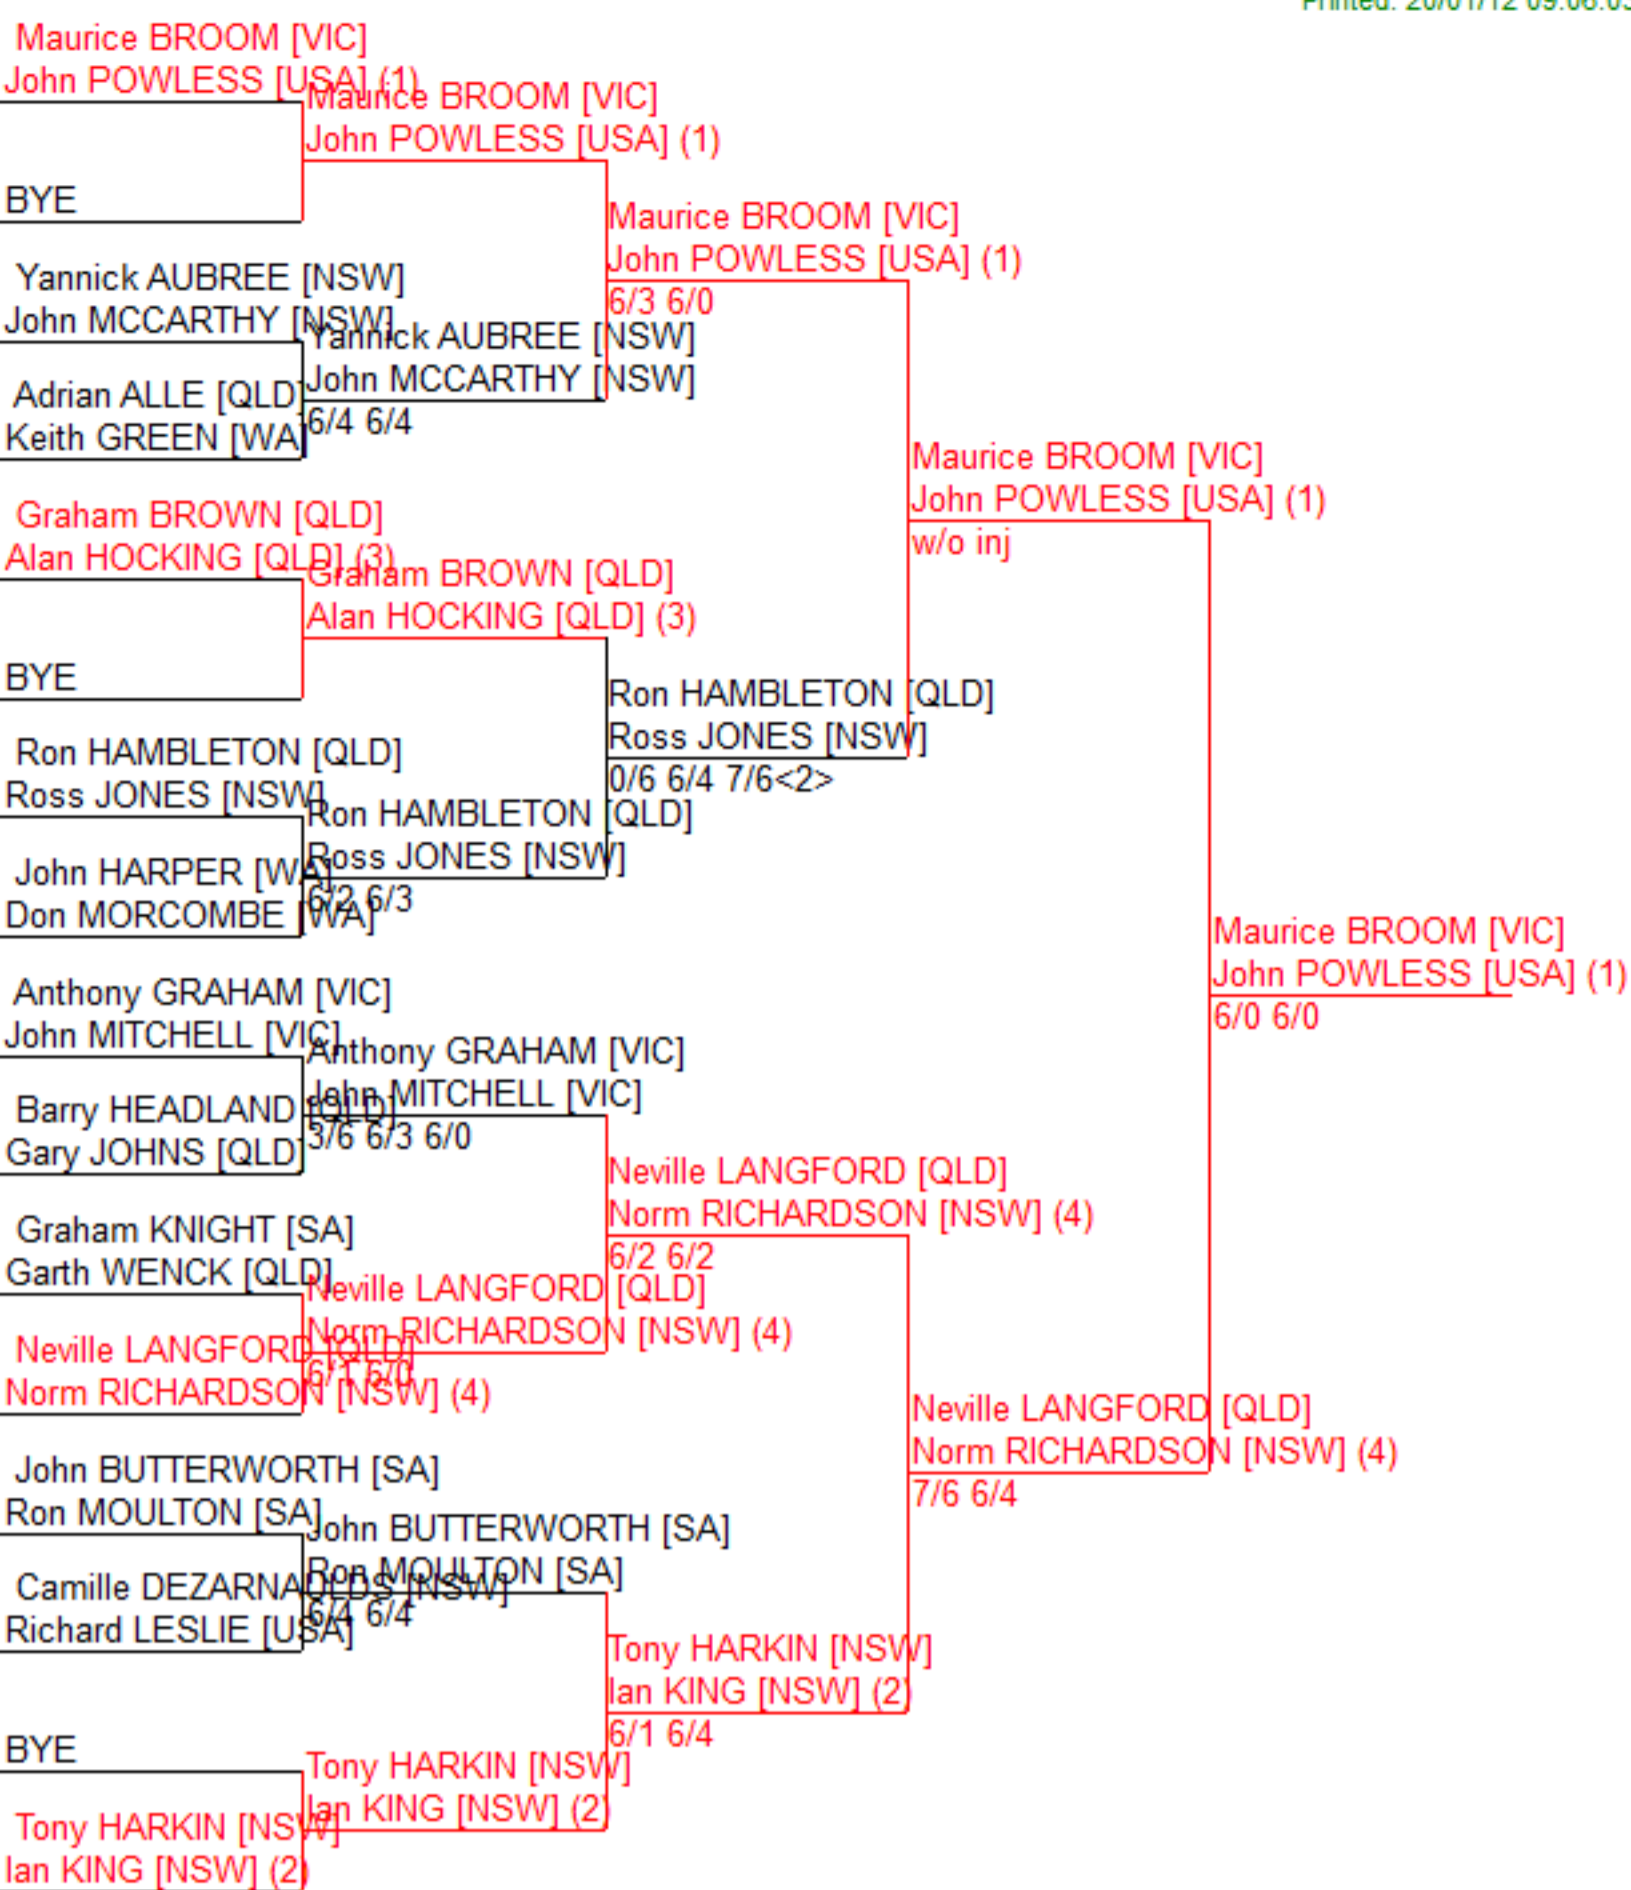 Printed: 20/01/12 09:06:03
Maurice BROOM [VIC]
John POWLESS [USA] (1)
BYE
Yannick AUBREE [NSW]
John MCCARTHY [NSW]
Adrian ALLE [QLD]
Keith GREEN [WA]
Graham BROWN [QLD]
Alan HOCKING [QLD] (3)
BYE
Ron HAMBLETON [QLD]
Ross JONES [NSW]
John HARPER [WA]
Don MORCOMBE [WA]
Anthony GRAHAM [VIC]
John MITCHELL [VIC]
Barry HEADLAND [QLD]
Gary JOHNS [QLD]
Graham KNIGHT [SA]
Garth WENCK [QLD]
Neville LANGFORD [QLD]
Norm RICHARDSON [NSW] (4)
John BUTTERWORTH [SA]
Ron MOULTON [SA]
Camille DEZARNAULDS [NSW]
Richard LESLIE [USA]
BYE
Tony HARKIN [NSW]
Ian KING [NSW] (2)
Maurice BROOM [VIC]
John POWLESS [USA] (1)
Yannick AUBREE [NSW]
John MCCARTHY [NSW]
6/4 6/4
Graham BROWN [QLD]
Alan HOCKING [QLD] (3)
Ron HAMBLETON [QLD]
Ross JONES [NSW]
6/2 6/3
Anthony GRAHAM [VIC]
John MITCHELL [VIC]
3/6 6/3 6/0
Neville LANGFORD [QLD]
Norm RICHARDSON [NSW] (4)
6/1 6/0
John BUTTERWORTH [SA]
Ron MOULTON [SA]
6/4 6/4
Tony HARKIN [NSW]
Ian KING [NSW] (2)
Maurice BROOM [VIC]
John POWLESS [USA] (1)
6/3 6/0
Ron HAMBLETON [QLD]
Ross JONES [NSW]
0/6 6/4 7/6<2>
Neville LANGFORD [QLD]
Norm RICHARDSON [NSW] (4)
6/2 6/2
Tony HARKIN [NSW]
Ian KING [NSW] (2)
6/1 6/4
Maurice BROOM [VIC]
John POWLESS [USA] (1)
w/o inj
Neville LANGFORD [QLD]
Norm RICHARDSON [NSW] (4)
7/6 6/4
Maurice BROOM [VIC]
John POWLESS [USA] (1)
6/0 6/0